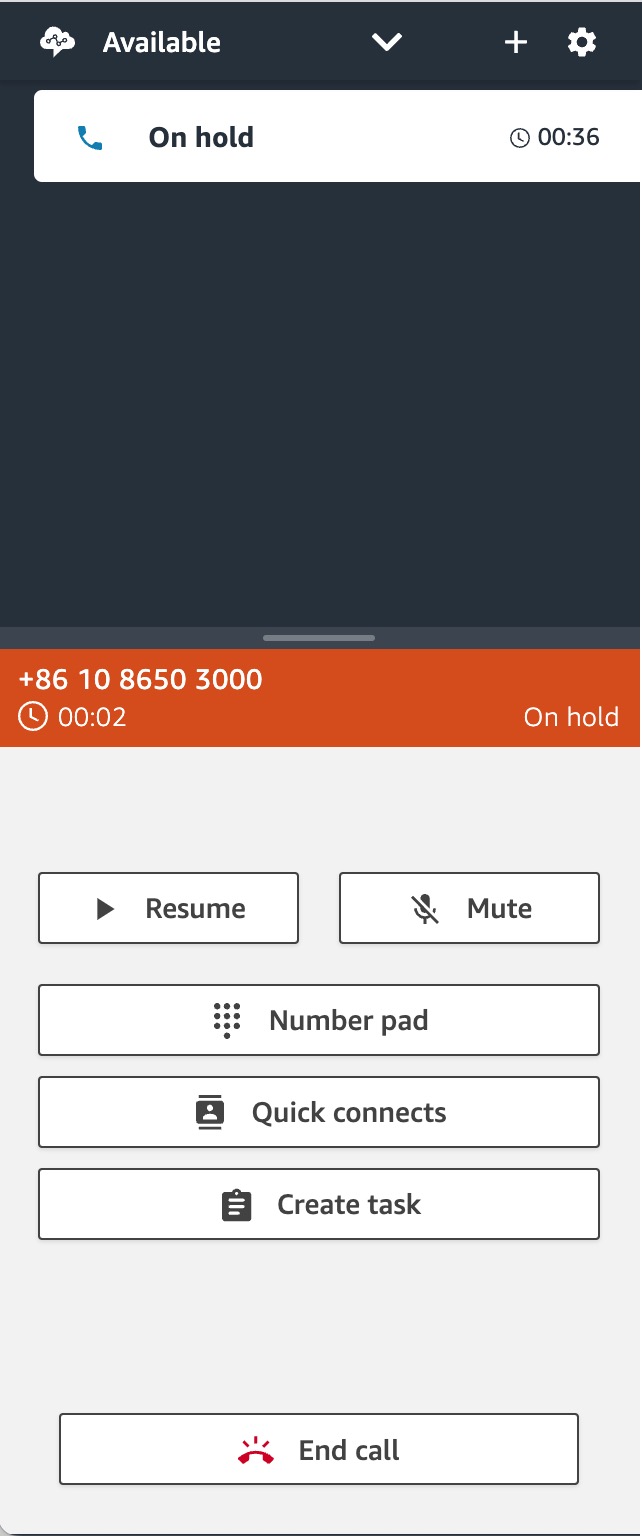 Available
On hold 00:36
+86 10 8650 3000
00:02 On hold
Resume Mute
Number pad
Quick connects
Create task
End call